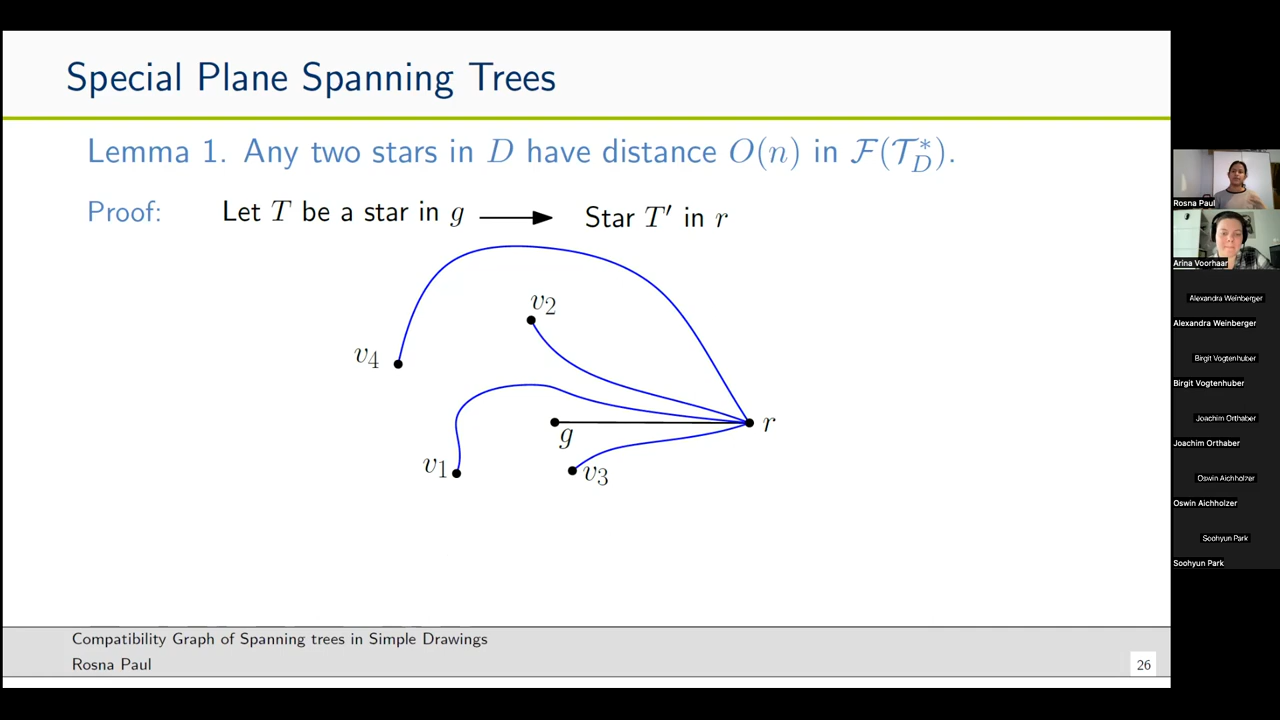 Special Plane Spanning Trees
Lemma 1. Any two stars in D have distance O(n) in F(T*_D).
Proof: Let T be a star in g ⟶ Star T′ in r
v2
v4
r
g
v1
v3
Compatibility Graph of Spanning trees in Simple Drawings
Rosna Paul
26
Rosna Paul
Arina Voorhaar
Alexandra Weinberger
Alexandra Weinberger
Birgit Vogtenhuber
Birgit Vogtenhuber
Joachim Orthaber
Joachim Orthaber
Oswin Aichholzer
Oswin Aichholzer
Soohyun Park
Soohyun Park